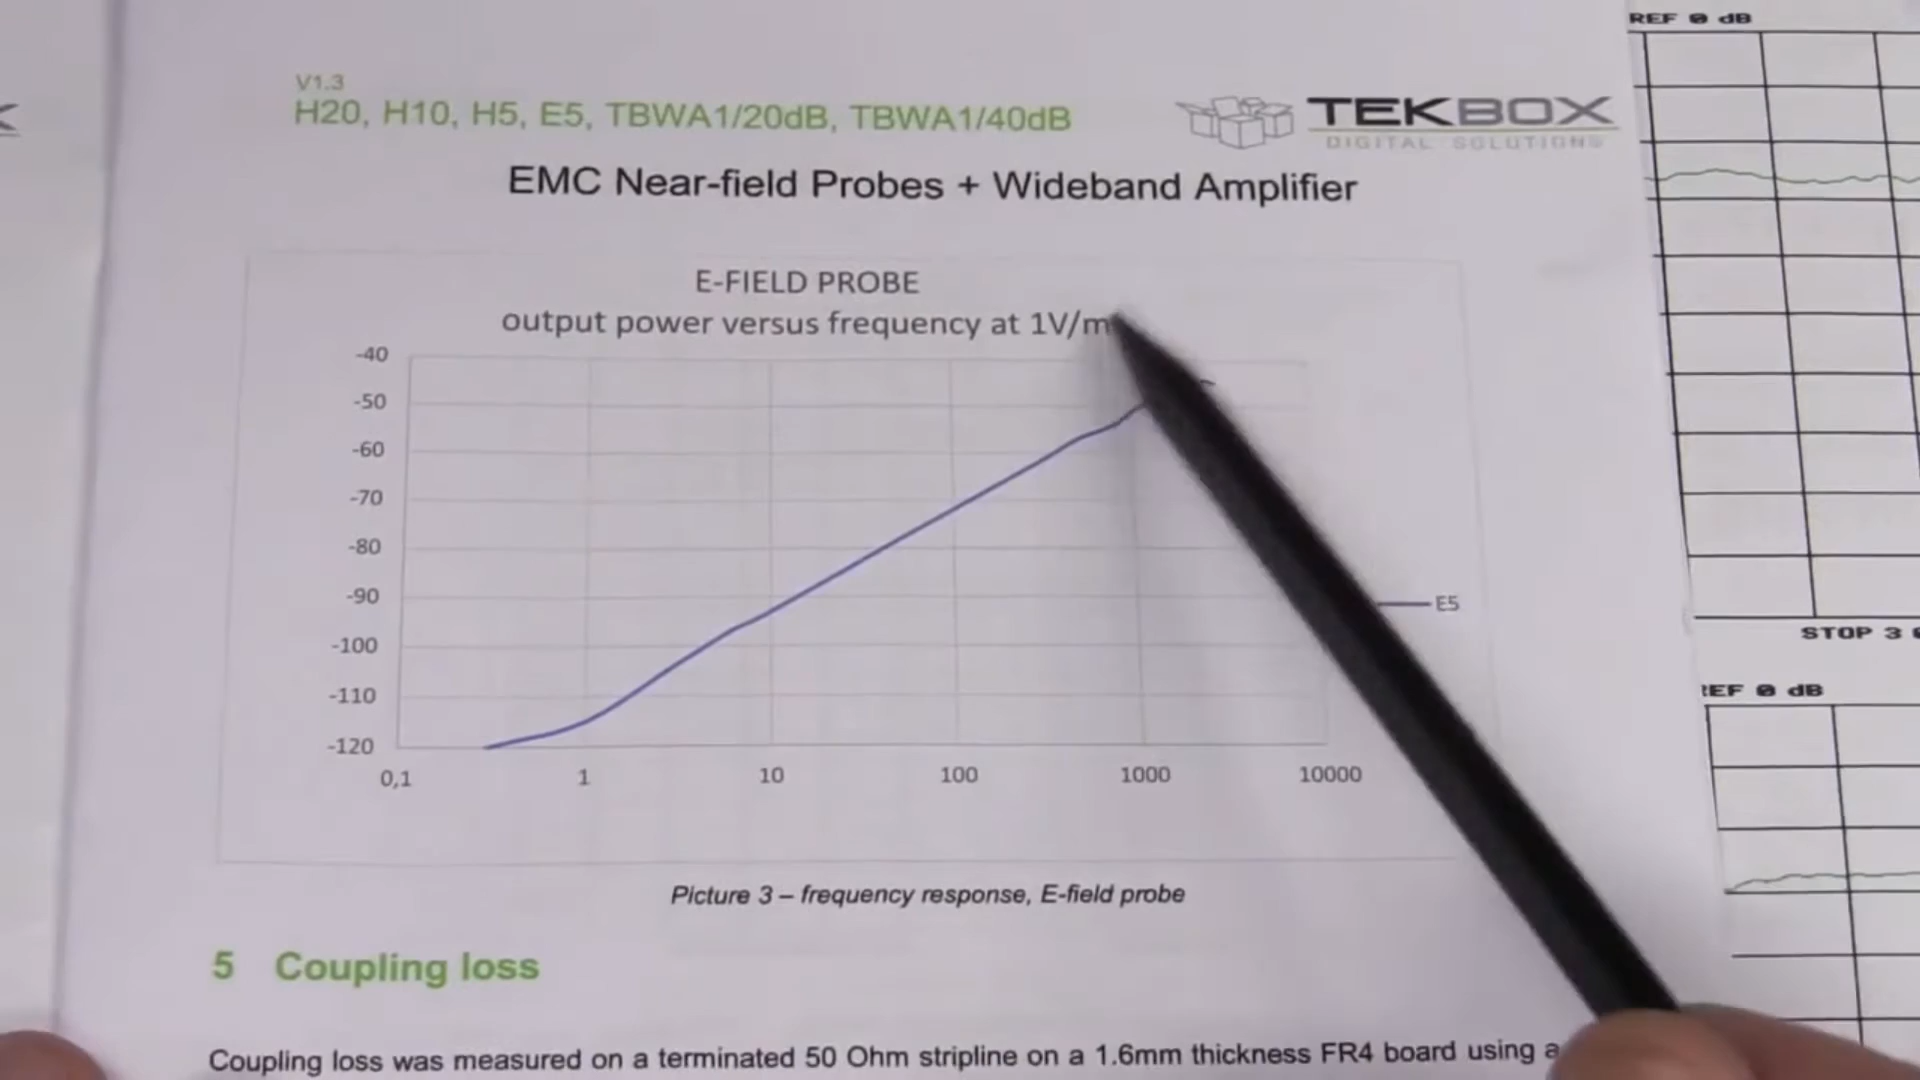 V1.3
H20, H10, H5, E5, TBWA1/20dB, TBWA1/40dB
TEKBOX
DIGITAL SOLUTIONS
EMC Near-field Probes + Wideband Amplifier
E-FIELD PROBE
output power versus frequency at 1V/m
-40
-50
-60
-70
-80
-90
-100
-110
-120
0,1 1 10 100 1000 10000
E5
Picture 3 – frequency response, E-field probe
5 Coupling loss
Coupling loss was measured on a terminated 50 Ohm stripline on a 1.6mm thickness FR4 board using a
REF 0 dB
STOP 3
REF 0 dB